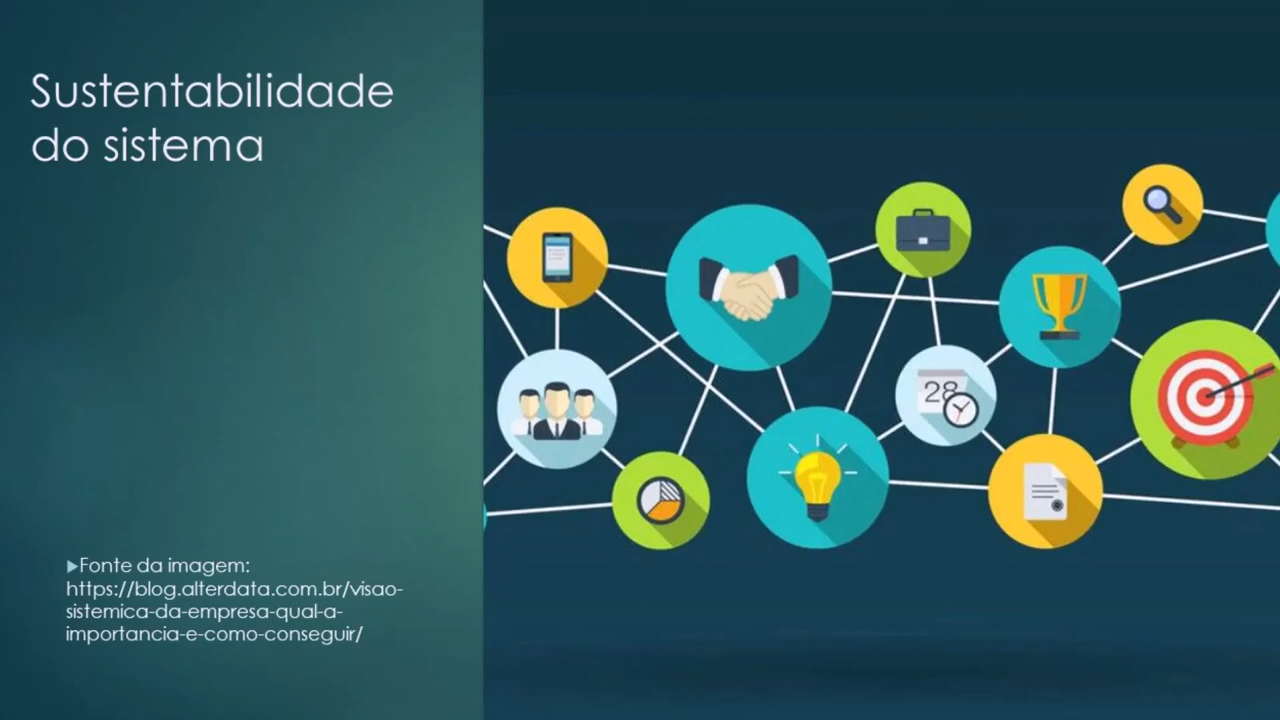 Sustentabilidade
do sistema
28
Fonte da imagem:
https://blog.alterdata.com.br/visao-
sistemica-da-empresa-qual-a-
importancia-e-como-conseguir/